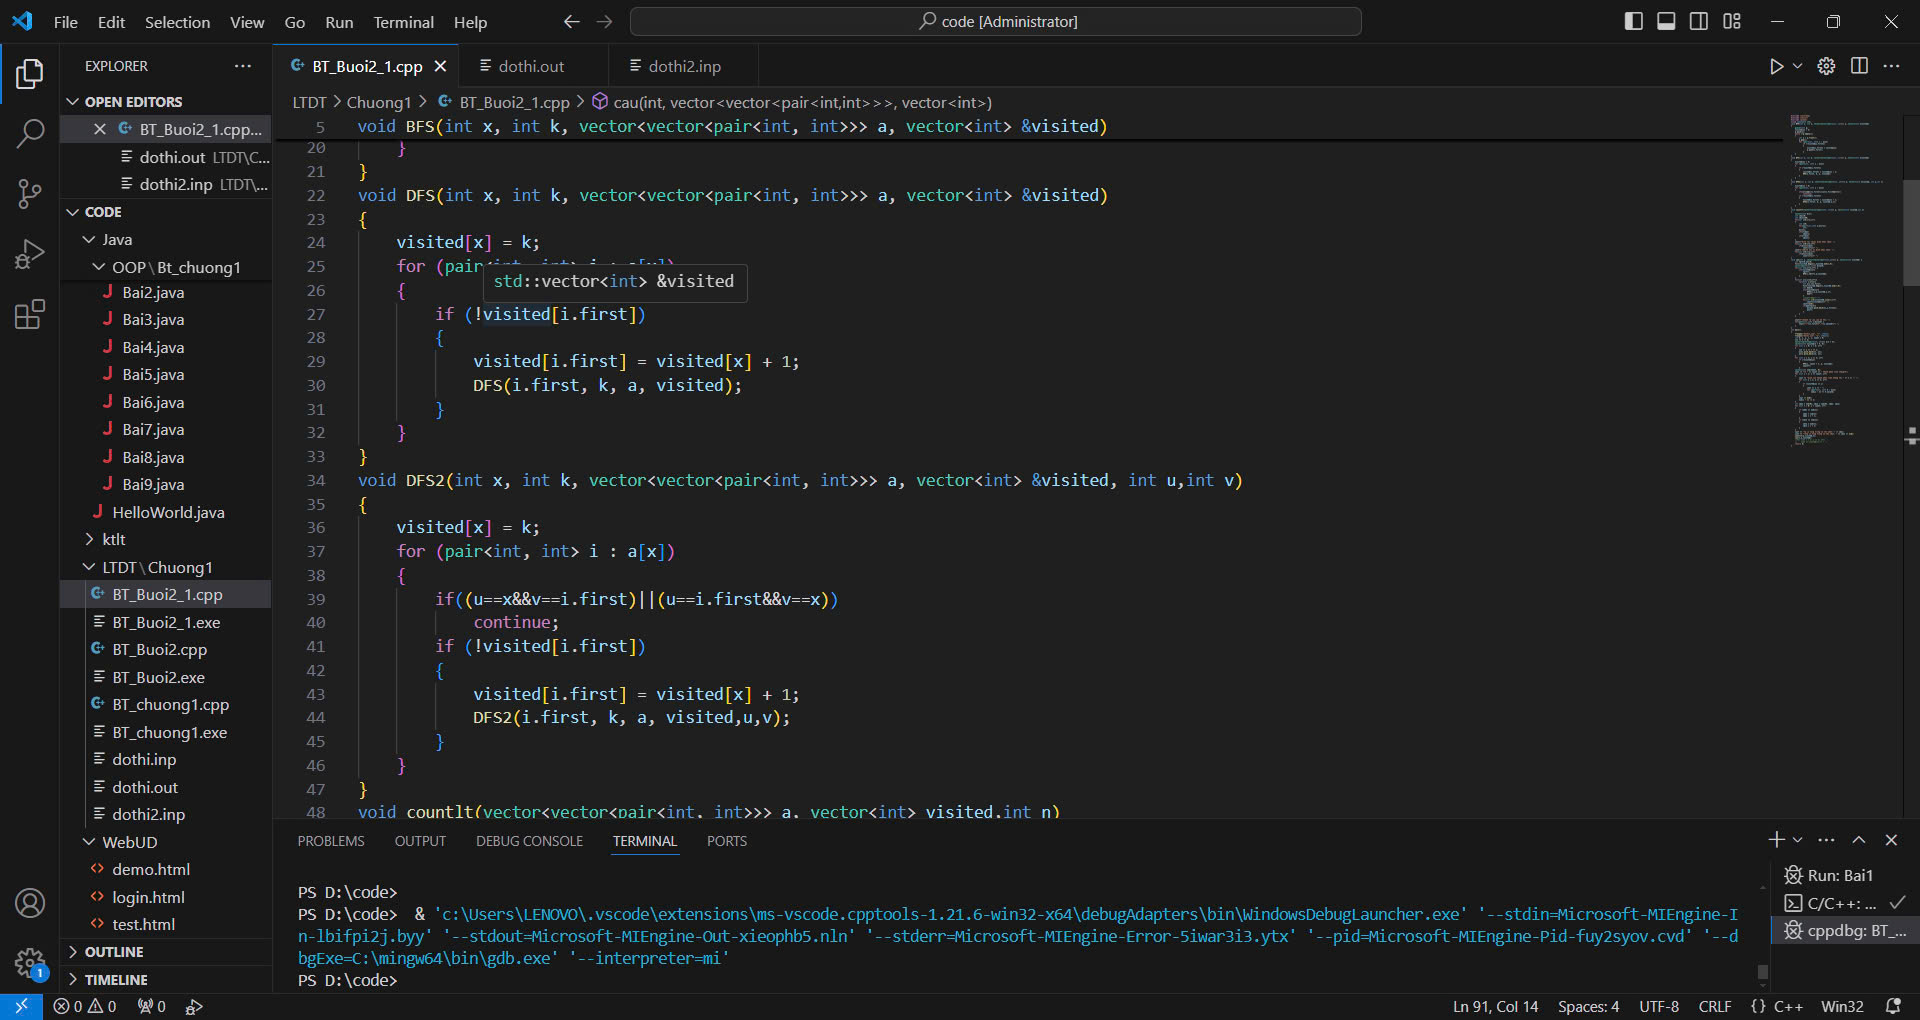 File Edit Selection View Go Run Terminal Help
code [Administrator]
EXPLORER
OPEN EDITORS
BT_Buoi2_1.cpp...
dothi.out LTDT\C...
dothi2.inp LTDT\...
CODE
Java
OOP\Bt_chuong1
Bai2.java
Bai3.java
Bai4.java
Bai5.java
Bai6.java
Bai7.java
Bai8.java
Bai9.java
HelloWorld.java
ktlt
LTDT\Chuong1
BT_Buoi2_1.cpp
BT_Buoi2_1.exe
BT_Buoi2.cpp
BT_Buoi2.exe
BT_chuong1.cpp
BT_chuong1.exe
dothi.inp
dothi.out
dothi2.inp
WebUD
demo.html
login.html
test.html
OUTLINE
TIMELINE
1
BT_Buoi2_1.cpp
dothi.out
dothi2.inp
LTDT > Chuong1 > BT_Buoi2_1.cpp > cau(int, vector<vector<pair<int,int>>>, vector<int>)
5 void BFS(int x, int k, vector<vector<pair<int, int>>> a, vector<int> &visited)
20 }
21 }
22 void DFS(int x, int k, vector<vector<pair<int, int>>> a, vector<int> &visited)
23 {
24 visited[x] = k;
25 for (pair
std::vector<int> &visited
26 {
27 if (!visited[i.first])
28 {
29 visited[i.first] = visited[x] + 1;
30 DFS(i.first, k, a, visited);
31 }
32 }
33 }
34 void DFS2(int x, int k, vector<vector<pair<int, int>>> a, vector<int> &visited, int u,int v)
35 {
36 visited[x] = k;
37 for (pair<int, int> i : a[x])
38 {
39 if((u==x&&v==i.first)||(u==i.first&&v==x))
40 continue;
41 if (!visited[i.first])
42 {
43 visited[i.first] = visited[x] + 1;
44 DFS2(i.first, k, a, visited,u,v);
45 }
46 }
47 }
48 void countlt(vector<vector<pair<int, int>>> a, vector<int> visited,int n)
PROBLEMS OUTPUT DEBUG CONSOLE TERMINAL PORTS
PS D:\code>
PS D:\code> & 'c:\Users\LENOVO\.vscode\extensions\ms-vscode.cpptools-1.21.6-win32-x64\debugAdapters\bin\WindowsDebugLauncher.exe' '--stdin=Microsoft-MIEngine-I
n-lbifpi2j.byy' '--stdout=Microsoft-MIEngine-Out-xieophb5.nln' '--stderr=Microsoft-MIEngine-Error-5iwar3i3.ytx' '--pid=Microsoft-MIEngine-Pid-fuy2syov.cvd' '--d
bgExe=C:\mingw64\bin\gdb.exe' '--interpreter=mi'
PS D:\code>
Run: Bai1
C/C++: ...
cppdbg: BT_...
0 0 0
Ln 91, Col 14 Spaces: 4 UTF-8 CRLF {} C++ Win32